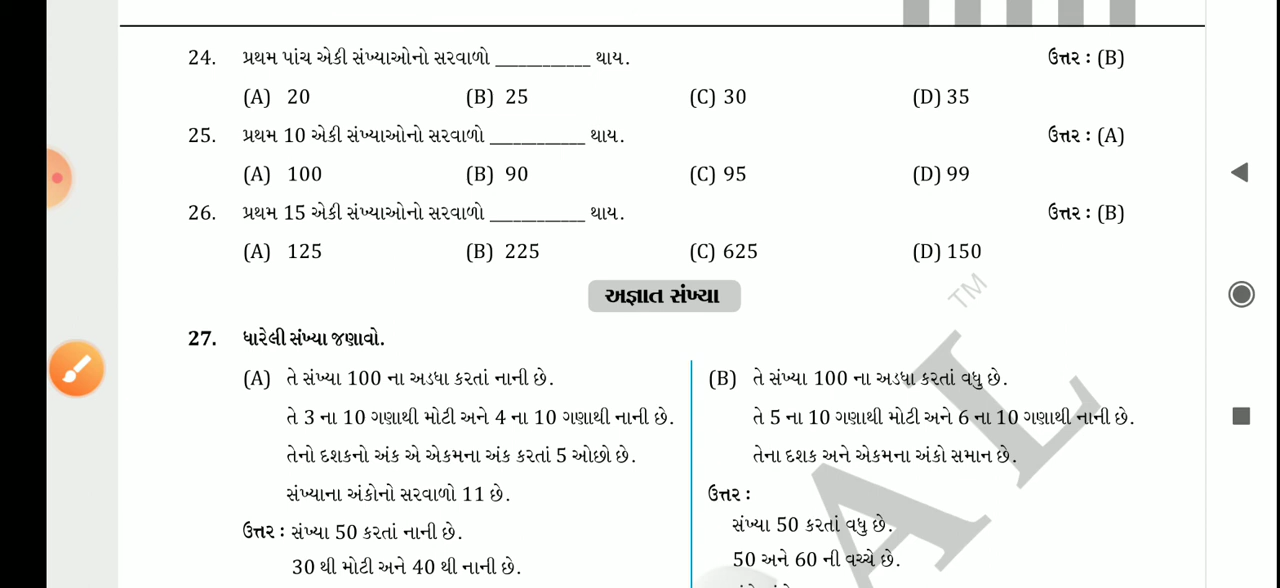 24. પ્રથમ પાંચ એકી સંખ્યાઓનો સરવાળો ____________ થાય. ઉત્તર : (B)
(A) 20 (B) 25 (C) 30 (D) 35
25. પ્રથમ 10 એકી સંખ્યાઓનો સરવાળો ____________ થાય. ઉત્તર : (A)
(A) 100 (B) 90 (C) 95 (D) 99
26. પ્રથમ 15 એકી સંખ્યાઓનો સરવાળો ____________ થાય. ઉત્તર : (B)
(A) 125 (B) 225 (C) 625 (D) 150
અજ્ઞાત સંખ્યા
TM
27. ધારેલી સંખ્યા જણાવો.
(A) તે સંખ્યા 100 ના અડધા કરતાં નાની છે.
તે 3 ના 10 ગણાથી મોટી અને 4 ના 10 ગણાથી નાની છે.
તેનો દશકનો અંક એ એકમના અંક કરતાં 5 ઓછો છે.
સંખ્યાના અંકોનો સરવાળો 11 છે.
ઉત્તર : સંખ્યા 50 કરતાં નાની છે.
30 થી મોટી અને 40 થી નાની છે.
(B) તે સંખ્યા 100 ના અડધા કરતાં વધુ છે.
તે 5 ના 10 ગણાથી મોટી અને 6 ના 10 ગણાથી નાની છે.
તેના દશક અને એકમના અંકો સમાન છે.
ઉત્તર :
સંખ્યા 50 કરતાં વધુ છે.
50 અને 60 ની વચ્ચે છે.
AL